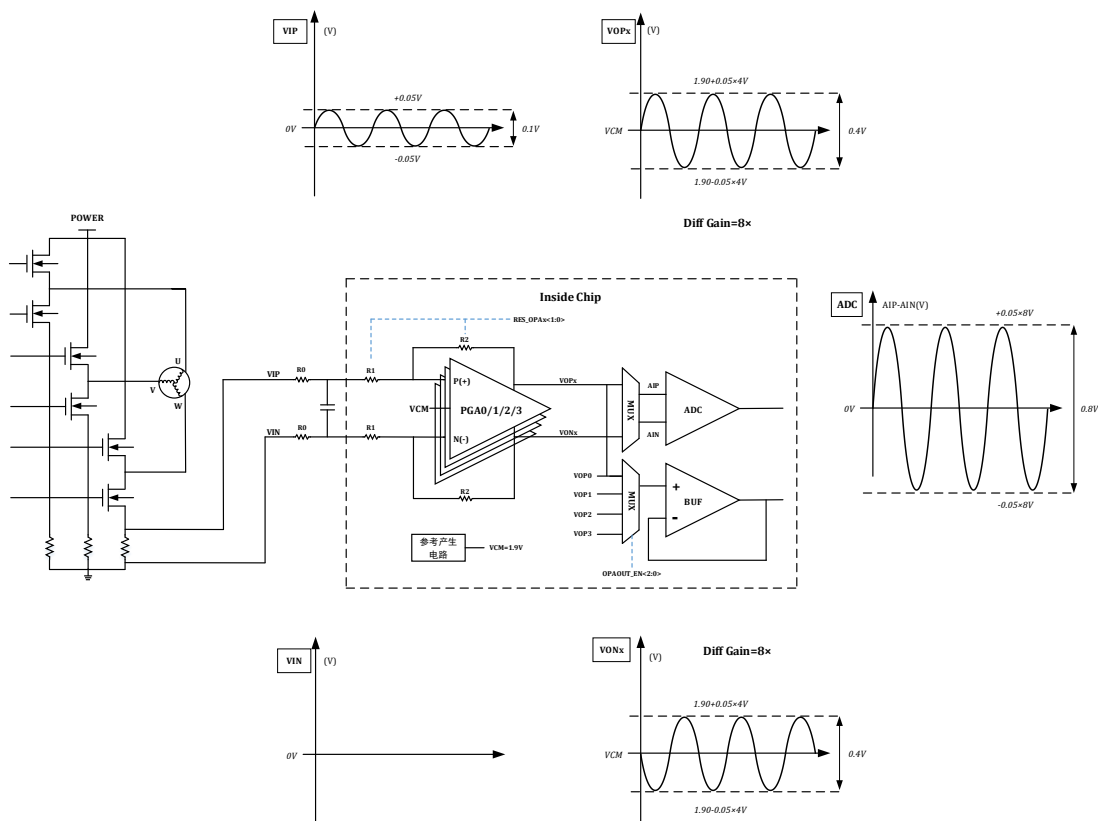 VIP (V)
+0.05V
0V
-0.05V
0.1V
VOPx (V)
1.90+0.05×4V
VCM
1.90-0.05×4V
0.4V
Diff Gain=8×
POWER
U
V
W
Inside Chip
RES_OPAx<1:0>
R2
VIP
R0
R1
P(+)
VCM
PGA0/1/2/3
N(-)
VIN
R0
R1
R2
VOPx
VONx
MUX
AIP
AIN
ADC
VOP0
VOP1
VOP2
VOP3
MUX
+
BUF
-
参考产生
电路
VCM=1.9V
OPAOUT_EN<2:0>
ADC AIP-AIN(V)
+0.05×8V
0V
0.8V
-0.05×8V
VIN (V)
0V
VONx (V)
Diff Gain=8×
1.90+0.05×4V
VCM
0.4V
1.90-0.05×4V